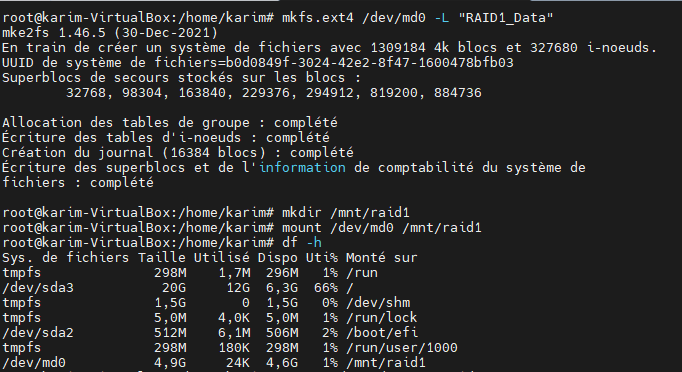 root@karim-VirtualBox:/home/karim# mkfs.ext4 /dev/md0 -L "RAID1_Data"
mke2fs 1.46.5 (30-Dec-2021)
En train de créer un système de fichiers avec 1309184 4k blocs et 327680 i-noeuds.
UUID de système de fichiers=b0d0849f-3024-42e2-8f47-1600478bfb03
Superblocs de secours stockés sur les blocs :
        32768, 98304, 163840, 229376, 294912, 819200, 884736

Allocation des tables de groupe : complété
Écriture des tables d'i-noeuds : complété
Création du journal (16384 blocs) : complété
Écriture des superblocs et de l'information de comptabilité du système de
fichiers : complété

root@karim-VirtualBox:/home/karim# mkdir /mnt/raid1
root@karim-VirtualBox:/home/karim# mount /dev/md0 /mnt/raid1
root@karim-VirtualBox:/home/karim# df -h
Sys. de fichiers Taille Utilisé Dispo Uti% Monté sur
tmpfs              298M    1,7M  296M   1% /run
/dev/sda3           20G     12G  6,3G  66% /
tmpfs              1,5G       0  1,5G   0% /dev/shm
tmpfs              5,0M    4,0K  5,0M   1% /run/lock
/dev/sda2          512M    6,1M  506M   2% /boot/efi
tmpfs              298M    180K  298M   1% /run/user/1000
/dev/md0           4,9G     24K  4,6G   1% /mnt/raid1